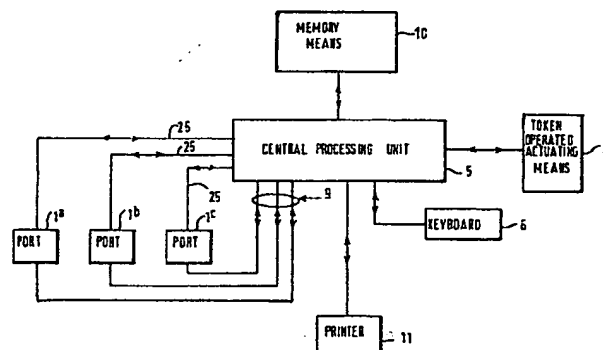 MEMORY
MEANS
10
25
25
25
CENTRAL PROCESSING UNIT
5
TOKEN
OPERATED
ACTUATING
MEANS
9
PORT 1a
PORT 1b
PORT 1c
KEYBOARD 6
PRINTER 11